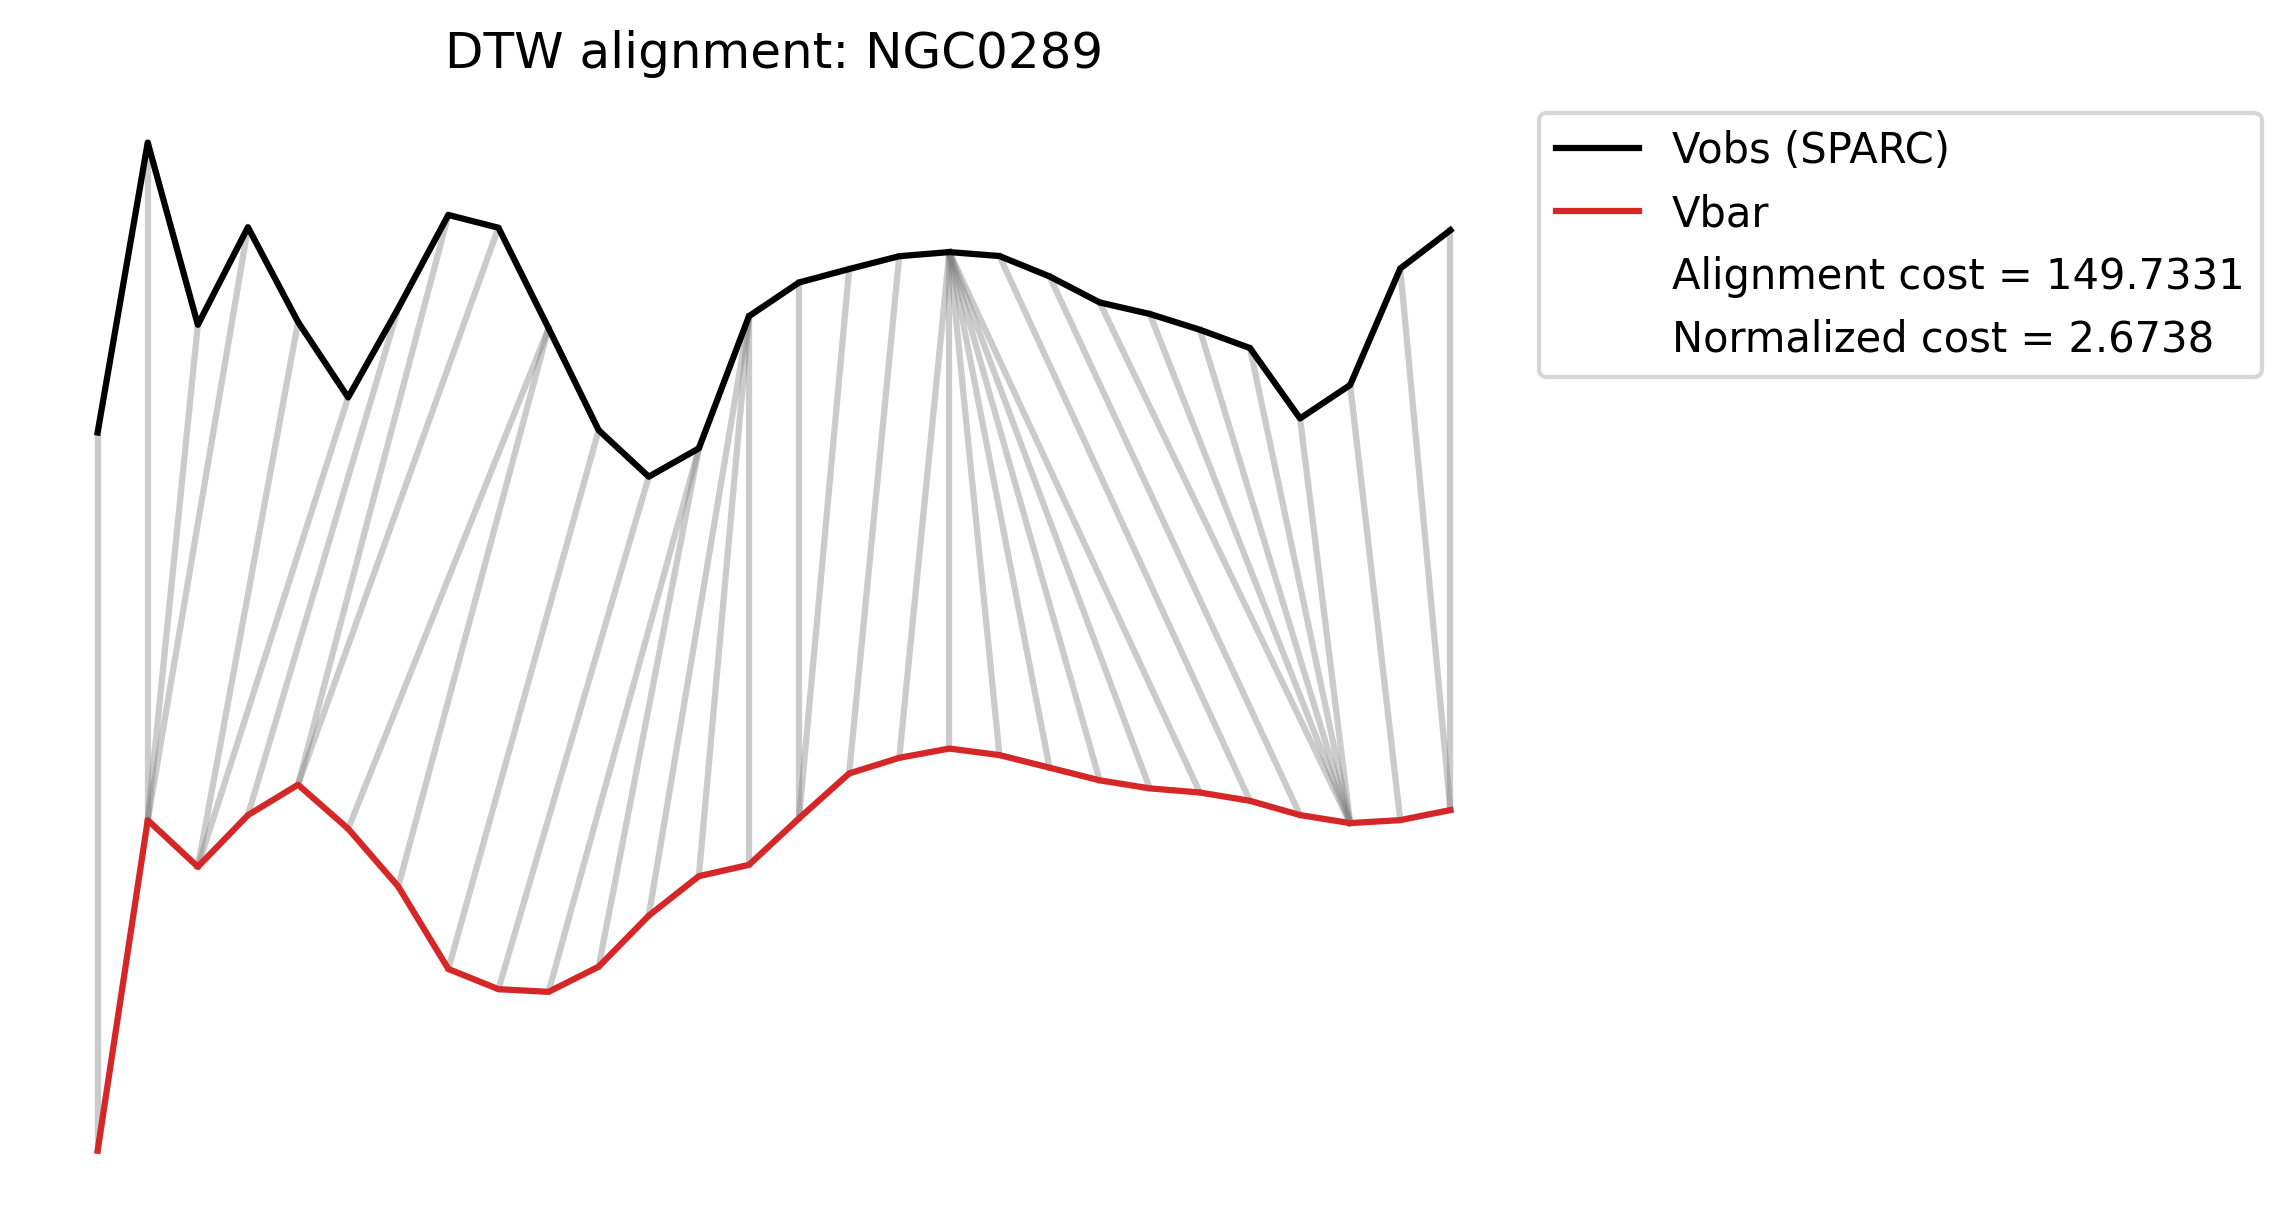 DTW alignment: NGC0289
Vobs (SPARC)
Vbar
Alignment cost = 149.7331
Normalized cost = 2.6738